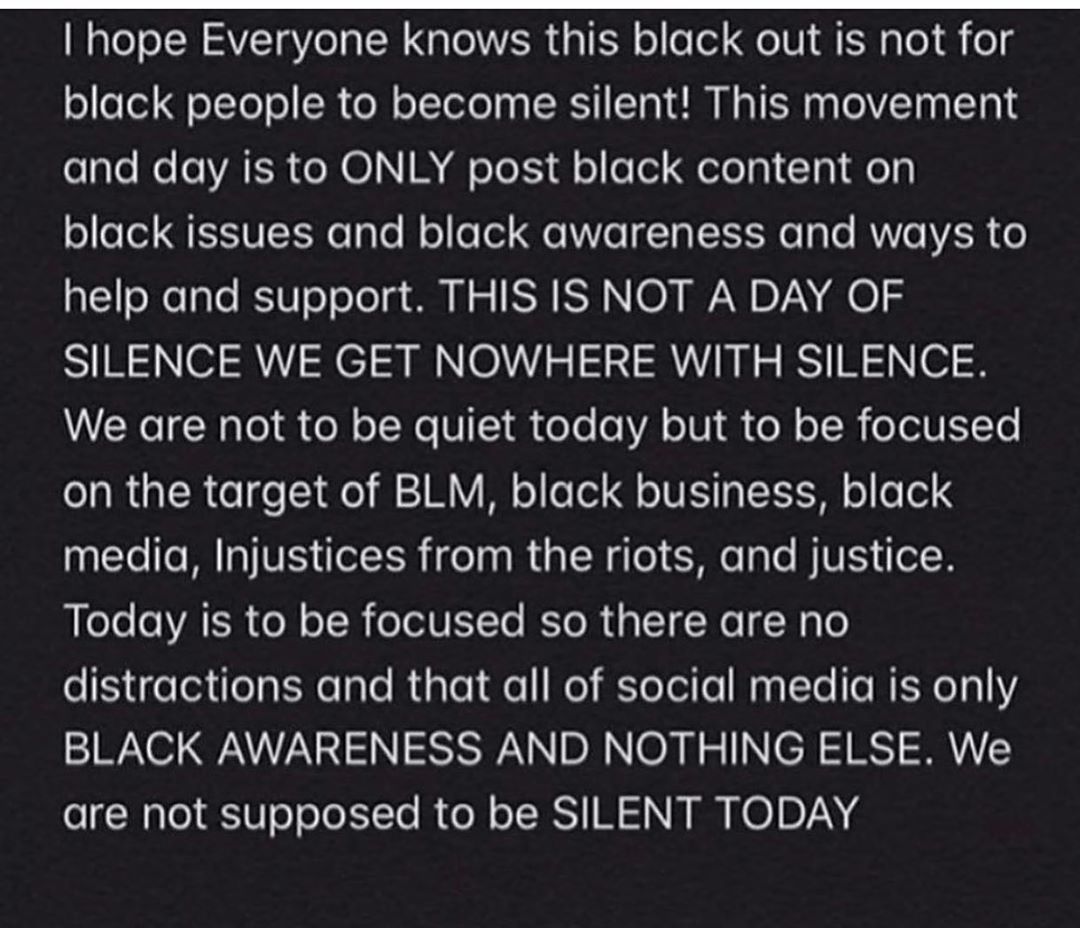 I hope Everyone knows this black out is not for
black people to become silent! This movement
and day is to ONLY post black content on
black issues and black awareness and ways to
help and support. THIS IS NOT A DAY OF
SILENCE WE GET NOWHERE WITH SILENCE.
We are not to be quiet today but to be focused
on the target of BLM, black business, black
media, Injustices from the riots, and justice.
Today is to be focused so there are no
distractions and that all of social media is only
BLACK AWARENESS AND NOTHING ELSE. We
are not supposed to be SILENT TODAY